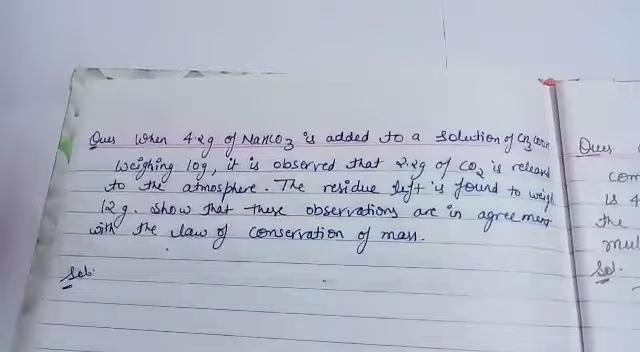 Ques When 4.2g of NaHCO3 is added to a solution of CH3COOH
weighing 10g, it is observed that 2.2g of CO2 is released
to the atmosphere. The residue left is found to weigh
12g. Show that these observations are in agreement
with the law of conservation of mass.
Sol.
Ques.
com
is 4
the
mul
Sol.